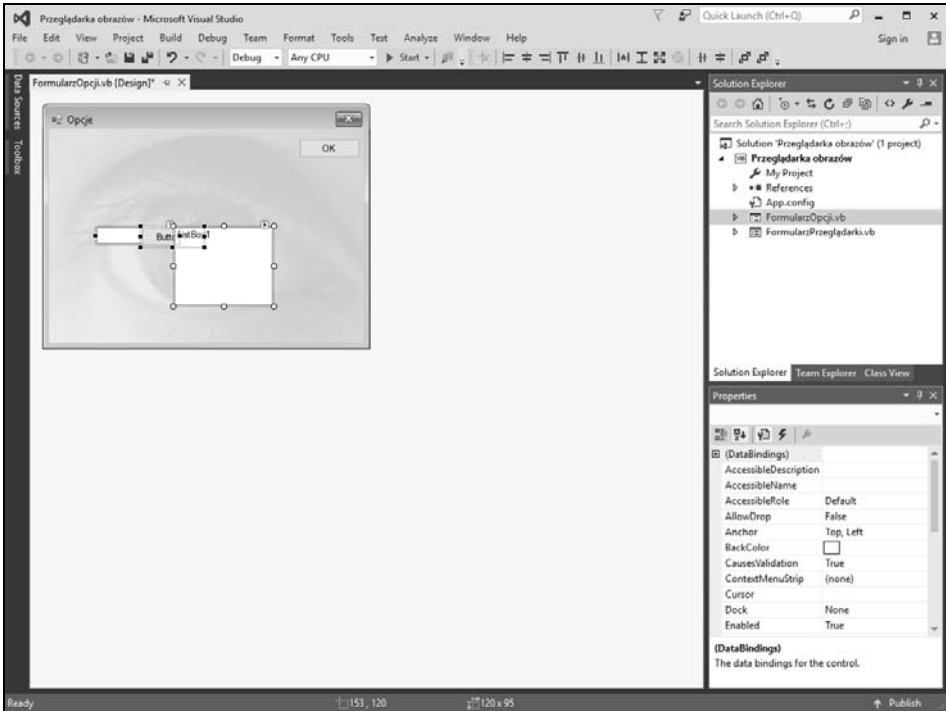 Przeglądarka obrazów - Microsoft Visual Studio
Quick Launch (Ctrl+Q)
File Edit View Project Build Debug Team Format Tools Test Analyze Window Help
Sign in
Debug
Any CPU
Start
Data Sources
Toolbox
FormularzOpcji.vb [Design]*
Opcje
OK
ListBox1
Solution Explorer
Search Solution Explorer (Ctrl+;)
Solution 'Przeglądarka obrazów' (1 project)
Przeglądarka obrazów
My Project
References
App.config
FormularzOpcji.vb
FormularzPrzeglądarki.vb
Solution Explorer Team Explorer Class View
Properties
(DataBindings)
AccessibleDescription
AccessibleName
AccessibleRole Default
AllowDrop False
Anchor Top, Left
BackColor
CausesValidation True
ContextMenuStrip (none)
Cursor
Dock None
Enabled True
(DataBindings)
The data bindings for the control.
Ready
153 , 120
120 x 95
Publish